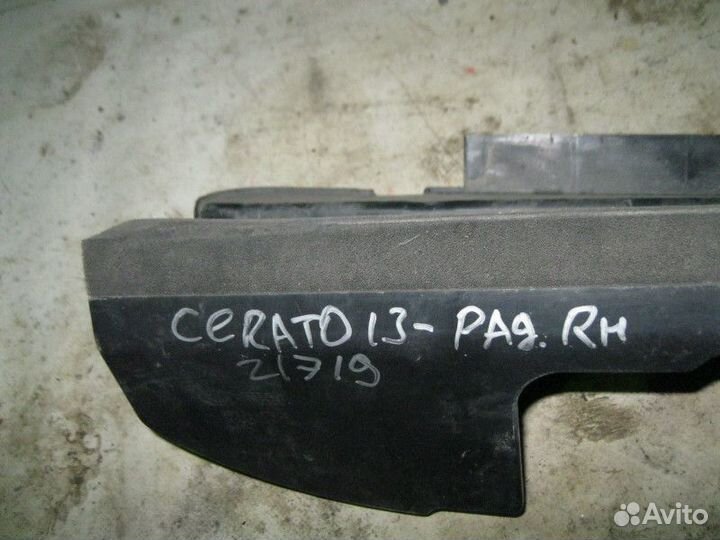 CERATO 13- РАД. RH
21719
Avito